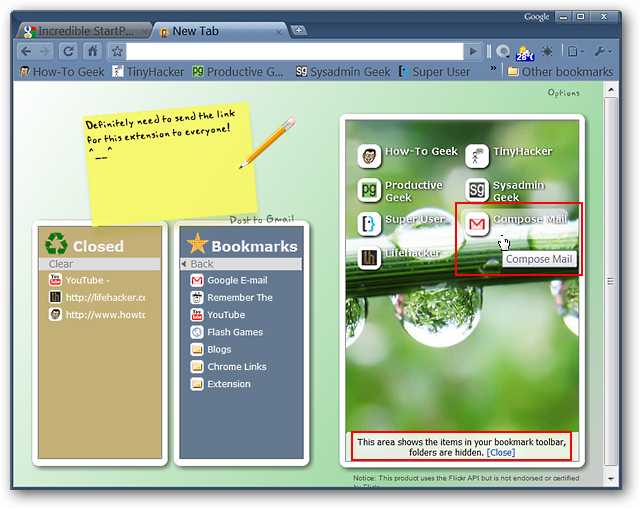 Google
Incredible StartP...
New Tab
How-To Geek
TinyHacker
Productive G...
Sysadmin Geek
Super User
»
Other bookmarks
28°F
Options
Definitely need to send the link
for this extension to everyone!
^__^
Post to Gmail
Closed
Clear
YouTube -
http://lifehacker.co
http://www.howto
Bookmarks
Back
Google E-mail
Remember The
YouTube
Flash Games
Blogs
Chrome Links
Extension
How-To Geek
TinyHacker
Productive
Geek
Sysadmin
Geek
Super User
Compose Mail
Lifehacker
Compose Mail
This area shows the items in your bookmark toolbar,
folders are hidden. [Close]
Notice: This product uses the Flickr API but is not endorsed or certified
by Flickr.